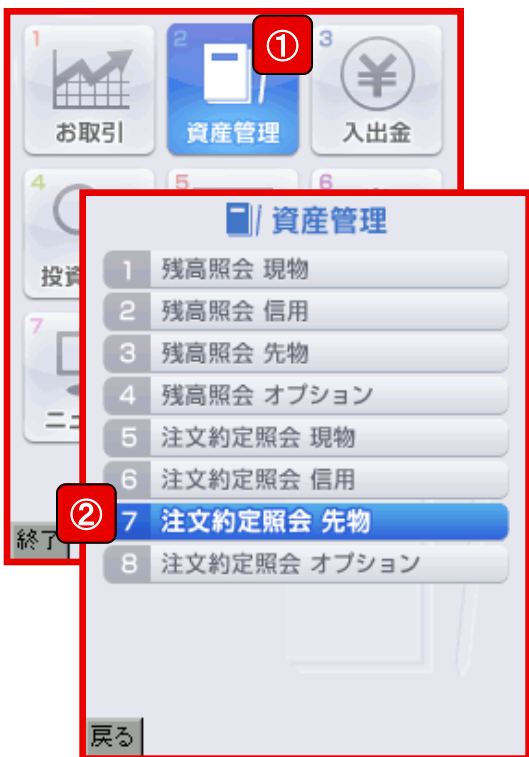 1
2
①
3
お取引
資産管理
入出金
4
5
6
投資
7
ニュ
終了
資産管理
1 残高照会 現物
2 残高照会 信用
3 残高照会 先物
4 残高照会 オプション
5 注文約定照会 現物
6 注文約定照会 信用
②
7 注文約定照会 先物
8 注文約定照会 オプション
戻る